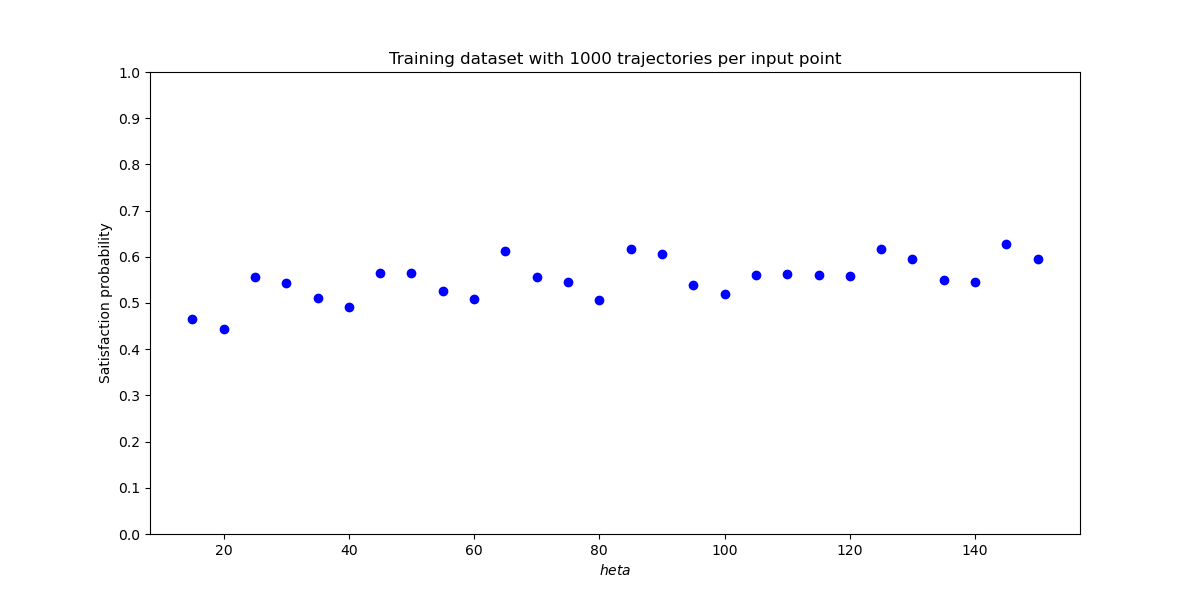 Training dataset with 1000 trajectories per input point
1.0
0.9
0.8
0.7
0.6
0.5
0.4
0.3
0.2
0.1
0.0
Satisfaction probability
20 40 60 80 100 120 140
heta